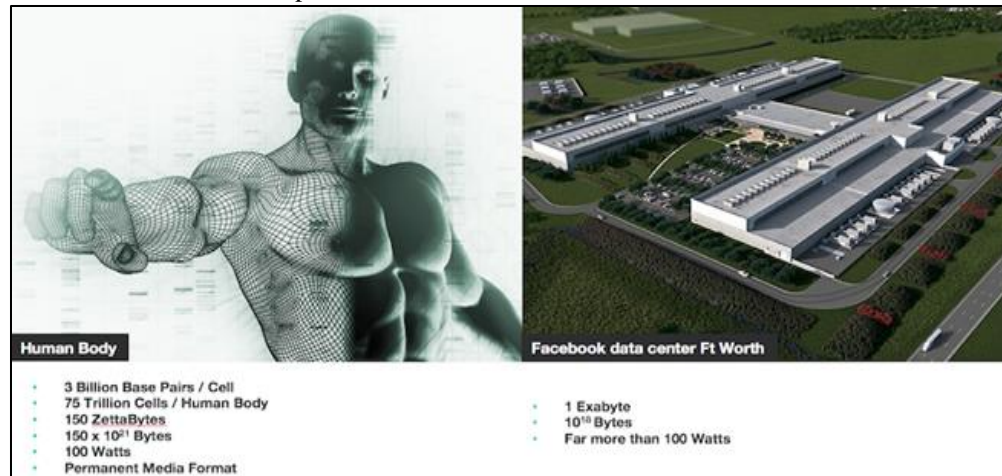 Human Body
3 Billion Base Pairs / Cell
75 Trillion Cells / Human Body
150 ZettaBytes
150 x 10²¹ Bytes
100 Watts
Permanent Media Format
Facebook data center Ft Worth
1 Exabyte
10¹⁸ Bytes
Far more than 100 Watts